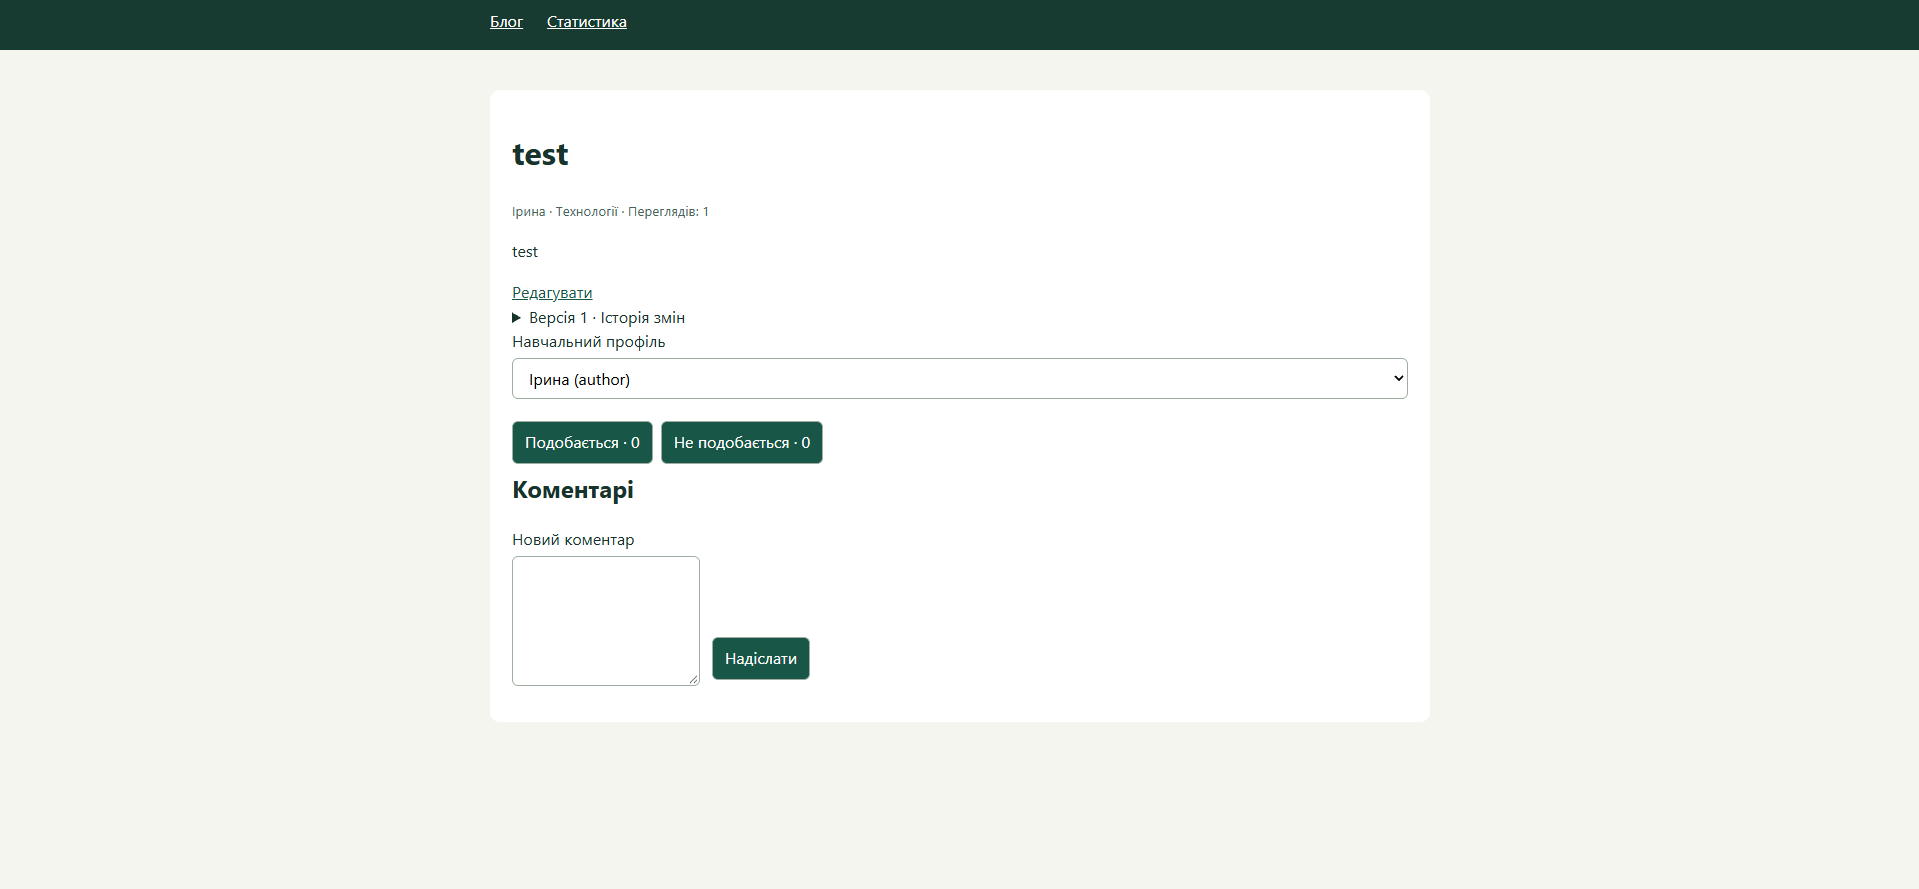 Блог Статистика
test
Ірина · Технології · Переглядів: 1
test
Редагувати
Версія 1 · Історія змін
Навчальний профіль
Ірина (author)
Подобається · 0 Не подобається · 0
Коментарі
Новий коментар
Надіслати